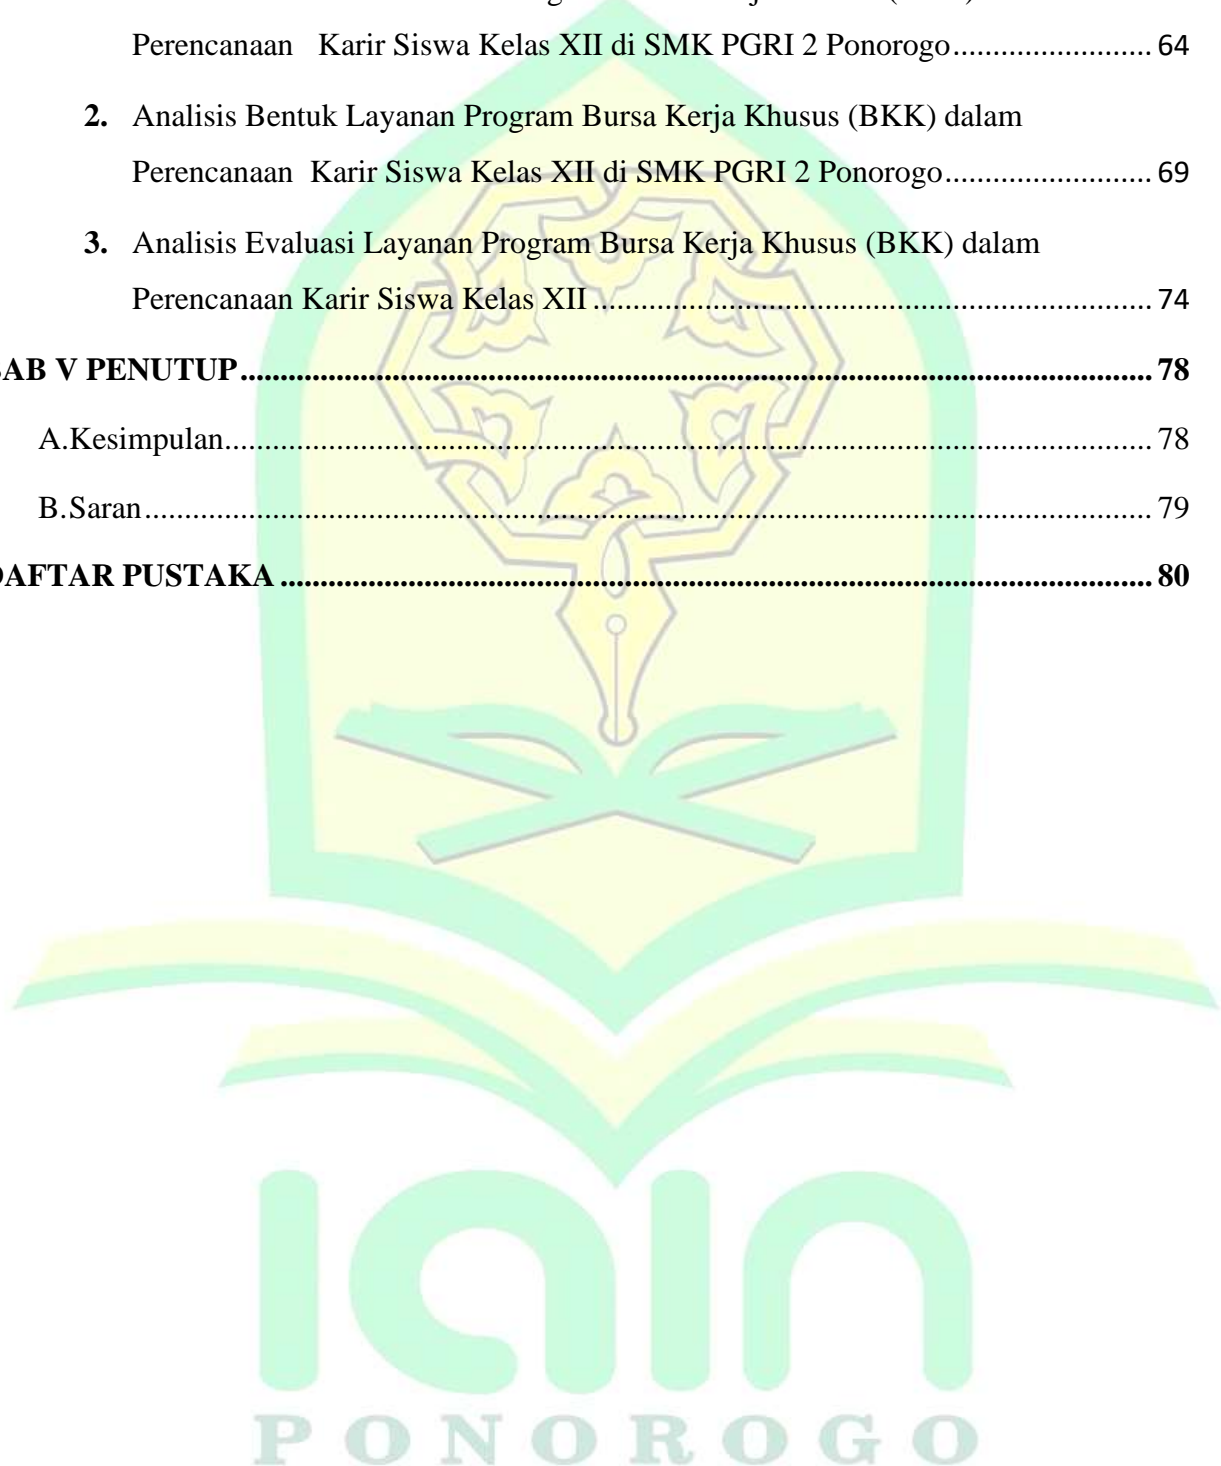 Perencanaan Karir Siswa Kelas XII di SMK PGRI 2 Ponorogo....................... 64
2. Analisis Bentuk Layanan Program Bursa Kerja Khusus (BKK) dalam
Perencanaan Karir Siswa Kelas XII di SMK PGRI 2 Ponorogo........................ 69
3. Analisis Evaluasi Layanan Program Bursa Kerja Khusus (BKK) dalam
Perencanaan Karir Siswa Kelas XII .................................................................... 74
BAB V PENUTUP.................................................................................................. 78
A.Kesimpulan.................................................................................................... 78
B.Saran.............................................................................................................. 79
DAFTAR PUSTAKA ............................................................................................. 80
iain
PONOROGO